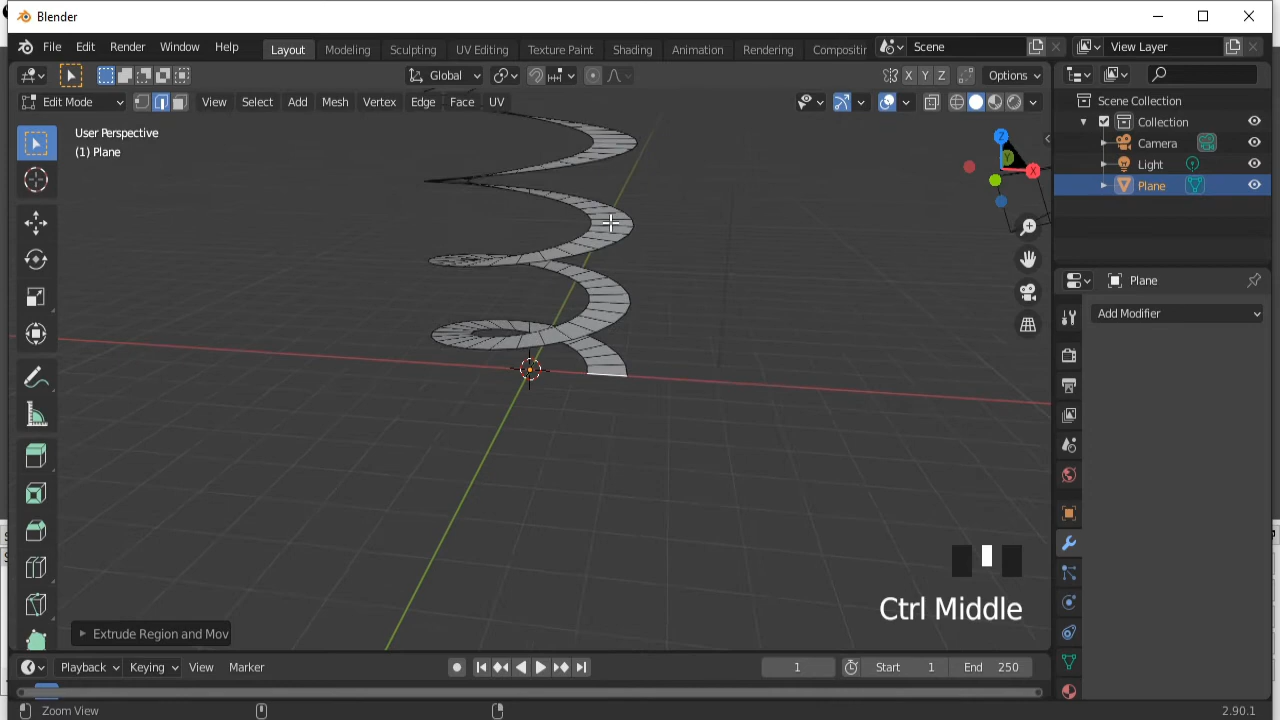 Blender
File Edit Render Window Help Layout Modeling Sculpting UV Editing Texture Paint Shading Animation Rendering Compositin Scene View Layer
Global X Y Z Options
Edit Mode View Select Add Mesh Vertex Edge Face UV
Scene Collection
Collection
User Perspective
(1) Plane
Camera
Light
Plane
Z
Y
X
Plane
Add Modifier
Ctrl Middle
Extrude Region and Mov
Playback Keying View Marker 1 Start 1 End 250
Zoom View 2.90.1